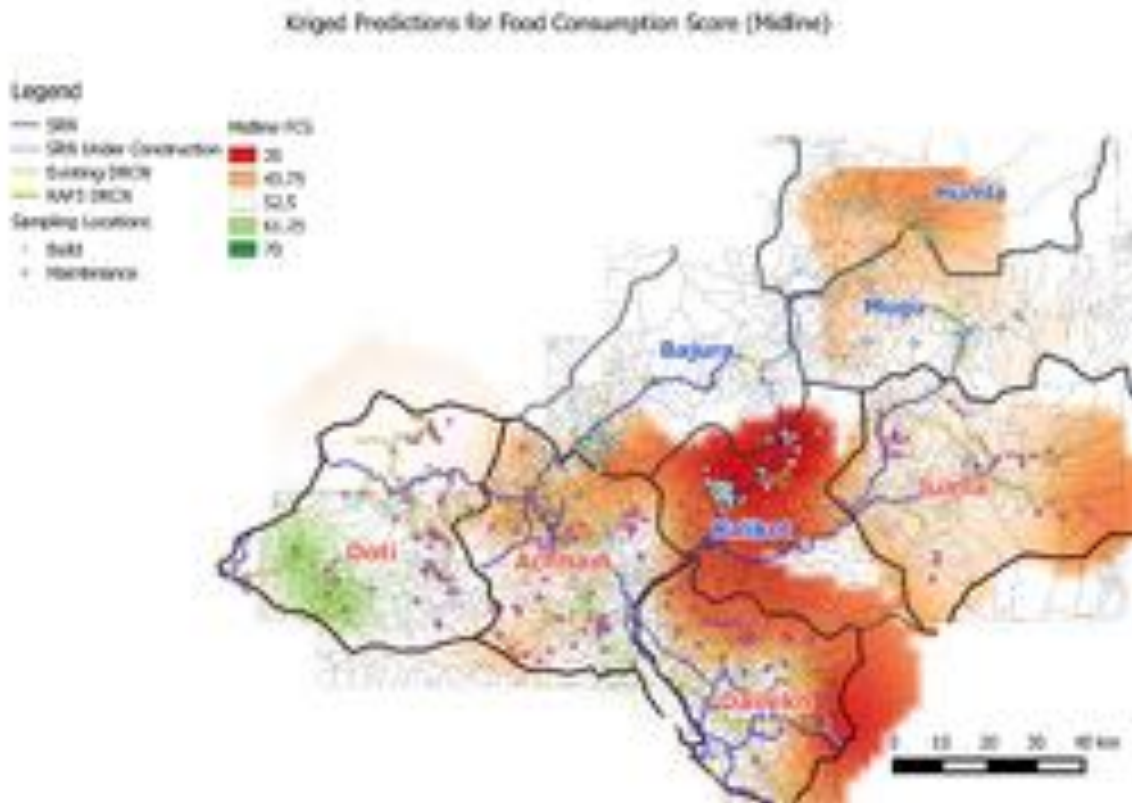 Kriged Predictions for Food Consumption Score (Midline)
Legend
SRN
SRN Under Construction
Existing DRCN
RAP3 DRCN
Sampling Locations
Build
Maintenance
Midline FCS
43.75
52.5
61.25
70
Humla
Mugu
Bajura
Jumla
Kalikot
Doti
Achham
Dailekh
0 10 20 30 40 km